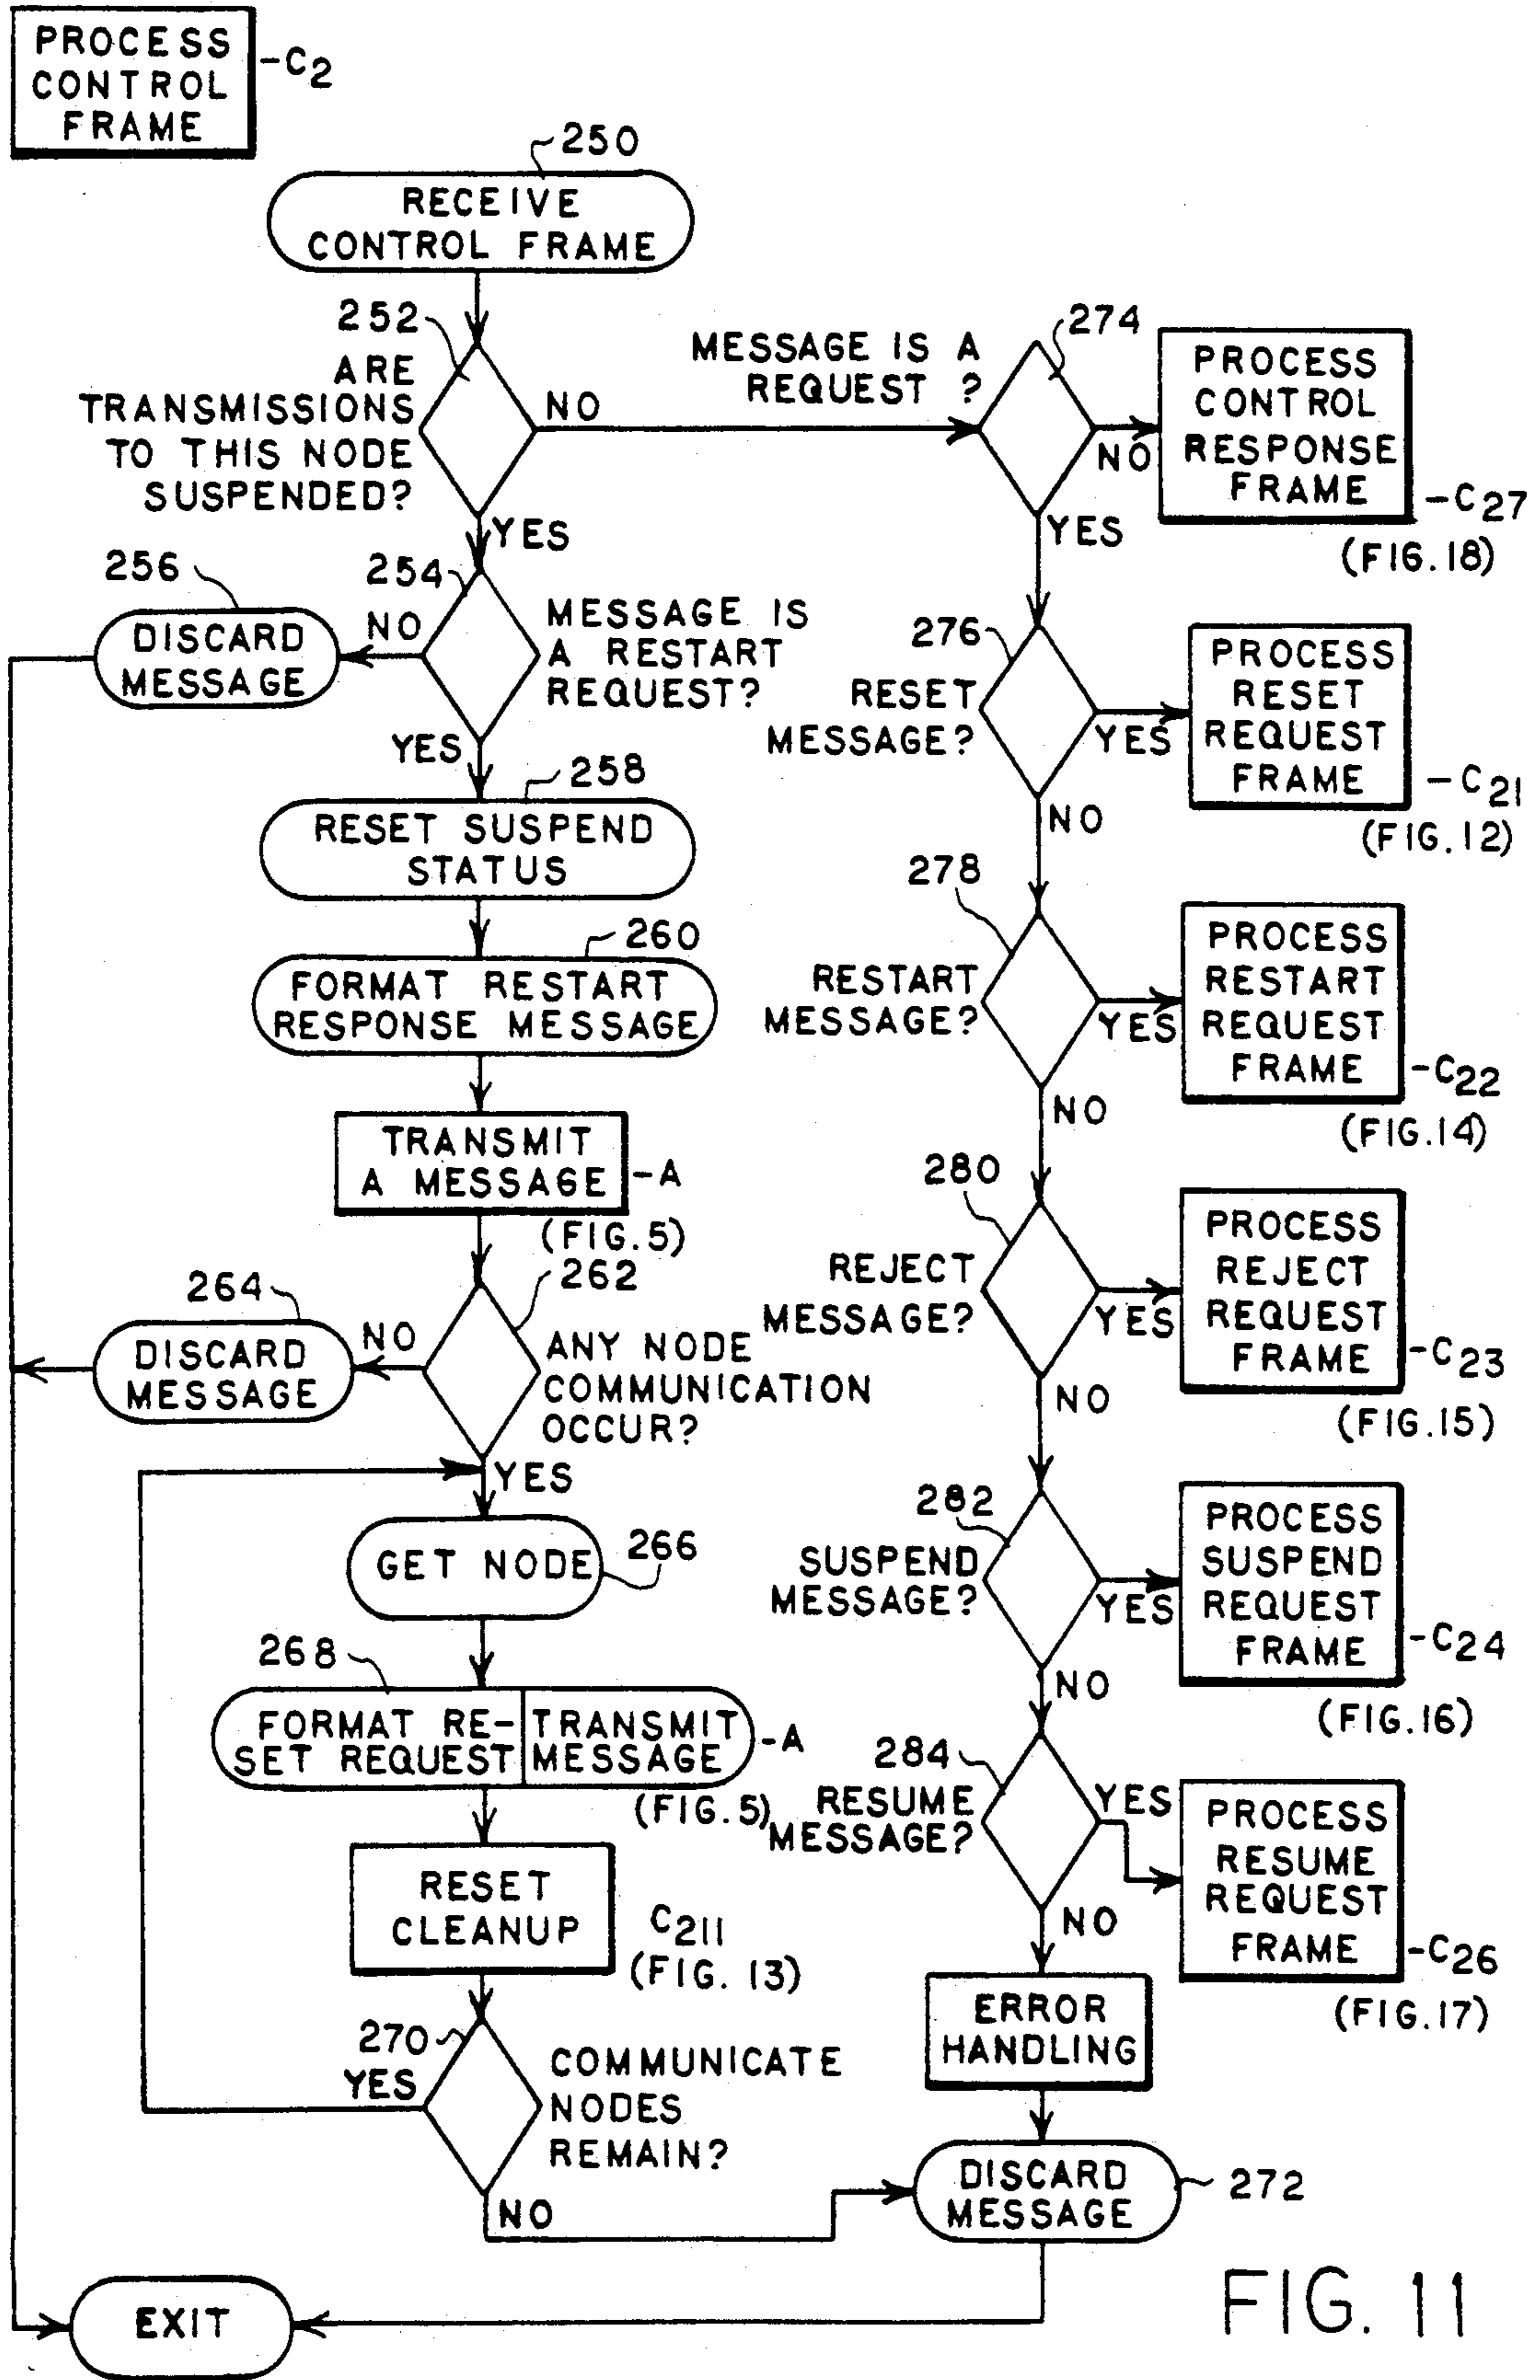 PROCESS
CONTROL
FRAME
-C2
250
RECEIVE
CONTROL FRAME
252
ARE
TRANSMISSIONS
TO THIS NODE
SUSPENDED?
NO
YES
MESSAGE IS A
REQUEST ?
274
NO
YES
PROCESS
CONTROL
RESPONSE
FRAME
-C27
(FIG.18)
254
MESSAGE IS
A RESTART
REQUEST?
NO
YES
256
DISCARD
MESSAGE
276
RESET
MESSAGE?
YES
NO
PROCESS
RESET
REQUEST
FRAME
-C21
(FIG.12)
258
RESET SUSPEND
STATUS
260
FORMAT RESTART
RESPONSE MESSAGE
278
RESTART
MESSAGE?
YES
NO
PROCESS
RESTART
REQUEST
FRAME
-C22
(FIG.14)
TRANSMIT
A MESSAGE
-A
(FIG.5)
262
ANY NODE
COMMUNICATION
OCCUR?
NO
YES
264
DISCARD
MESSAGE
280
REJECT
MESSAGE?
YES
NO
PROCESS
REJECT
REQUEST
FRAME
-C23
(FIG.15)
GET NODE
266
282
SUSPEND
MESSAGE?
YES
NO
PROCESS
SUSPEND
REQUEST
FRAME
-C24
(FIG.16)
268
FORMAT RE-
SET REQUEST
TRANSMIT
MESSAGE
-A
(FIG.5)
284
RESUME
MESSAGE?
YES
NO
PROCESS
RESUME
REQUEST
FRAME
-C26
(FIG.17)
RESET
CLEANUP
C211
(FIG. 13)
270
COMMUNICATE
NODES
REMAIN?
YES
NO
ERROR
HANDLING
DISCARD
MESSAGE
272
EXIT
FIG. 11